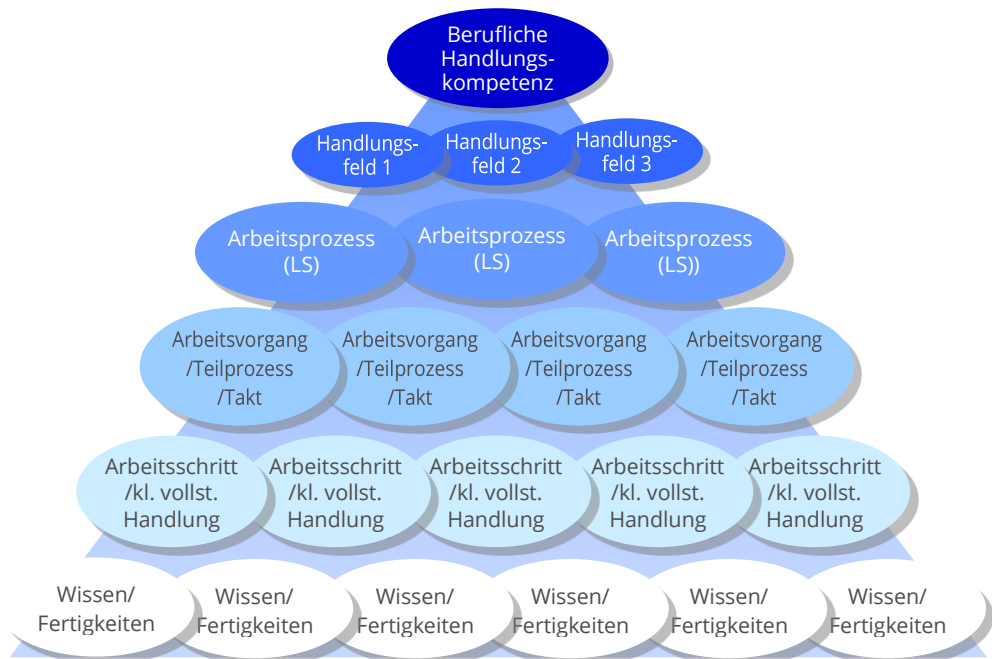 Berufliche
Handlungs-
kompetenz
Handlungs-
feld 1
Handlungs-
feld 2
Handlungs-
feld 3
Arbeitsprozess
(LS)
Arbeitsprozess
(LS)
Arbeitsprozess
(LS))
Arbeitsvorgang
/Teilprozess
/Takt
Arbeitsvorgang
/Teilprozess
/Takt
Arbeitsvorgang
/Teilprozess
/Takt
Arbeitsvorgang
/Teilprozess
/Takt
Arbeitsschritt
/kl. vollst.
Handlung
Arbeitsschritt
/kl. vollst.
Handlung
Arbeitsschritt
/kl. vollst.
Handlung
Arbeitsschritt
/kl. vollst.
Handlung
Arbeitsschritt
/kl. vollst.
Handlung
Wissen/
Fertigkeiten
Wissen/
Fertigkeiten
Wissen/
Fertigkeiten
Wissen/
Fertigkeiten
Wissen/
Fertigkeiten
Wissen/
Fertigkeiten